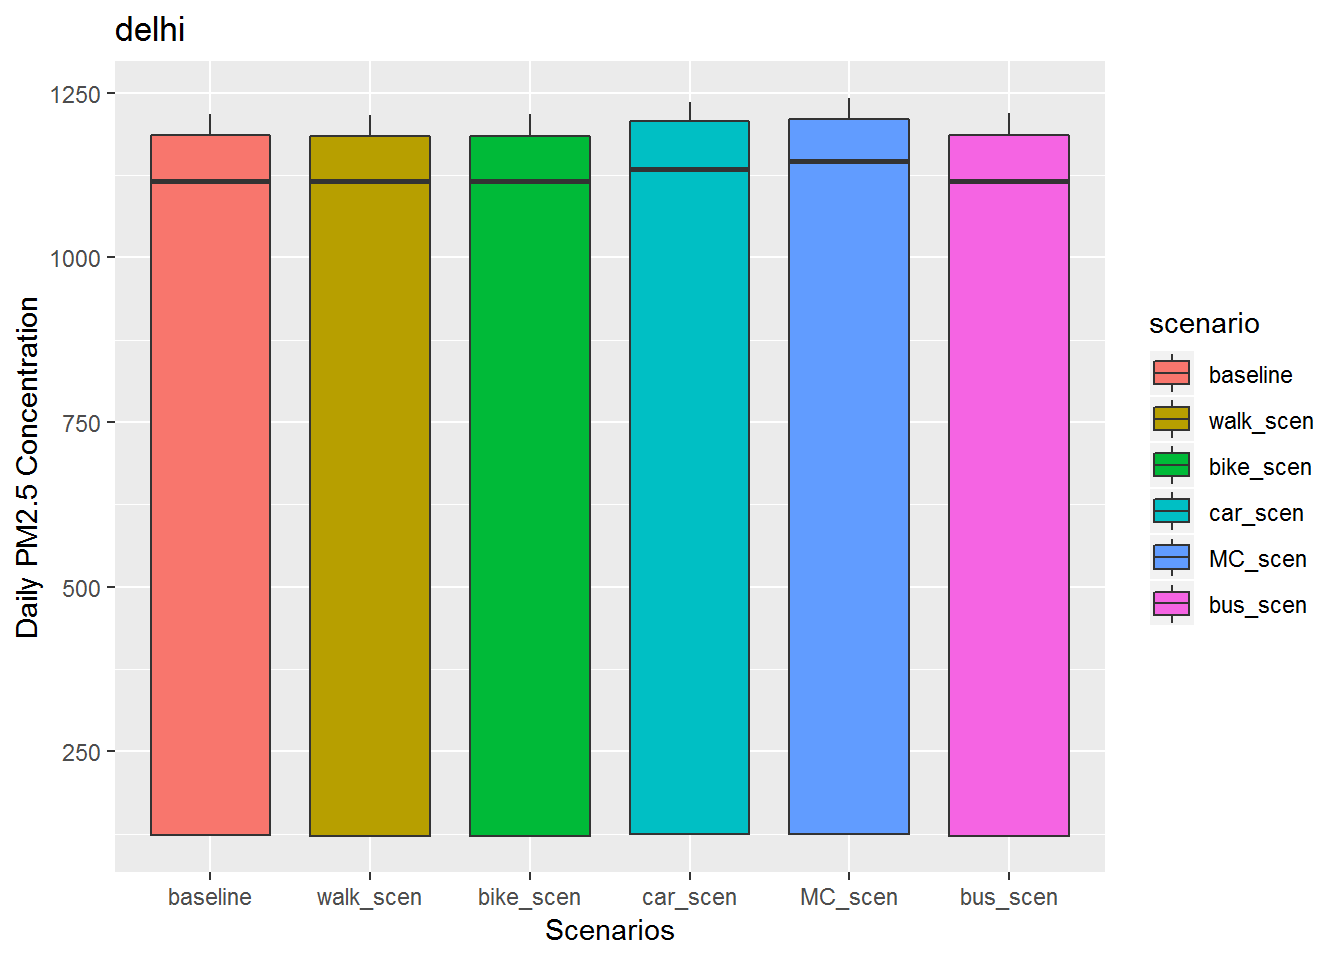 delhi
1250
1000
750
500
250
Daily PM2.5 Concentration
baseline walk_scen bike_scen car_scen MC_scen bus_scen
Scenarios
scenario
baseline
walk_scen
bike_scen
car_scen
MC_scen
bus_scen